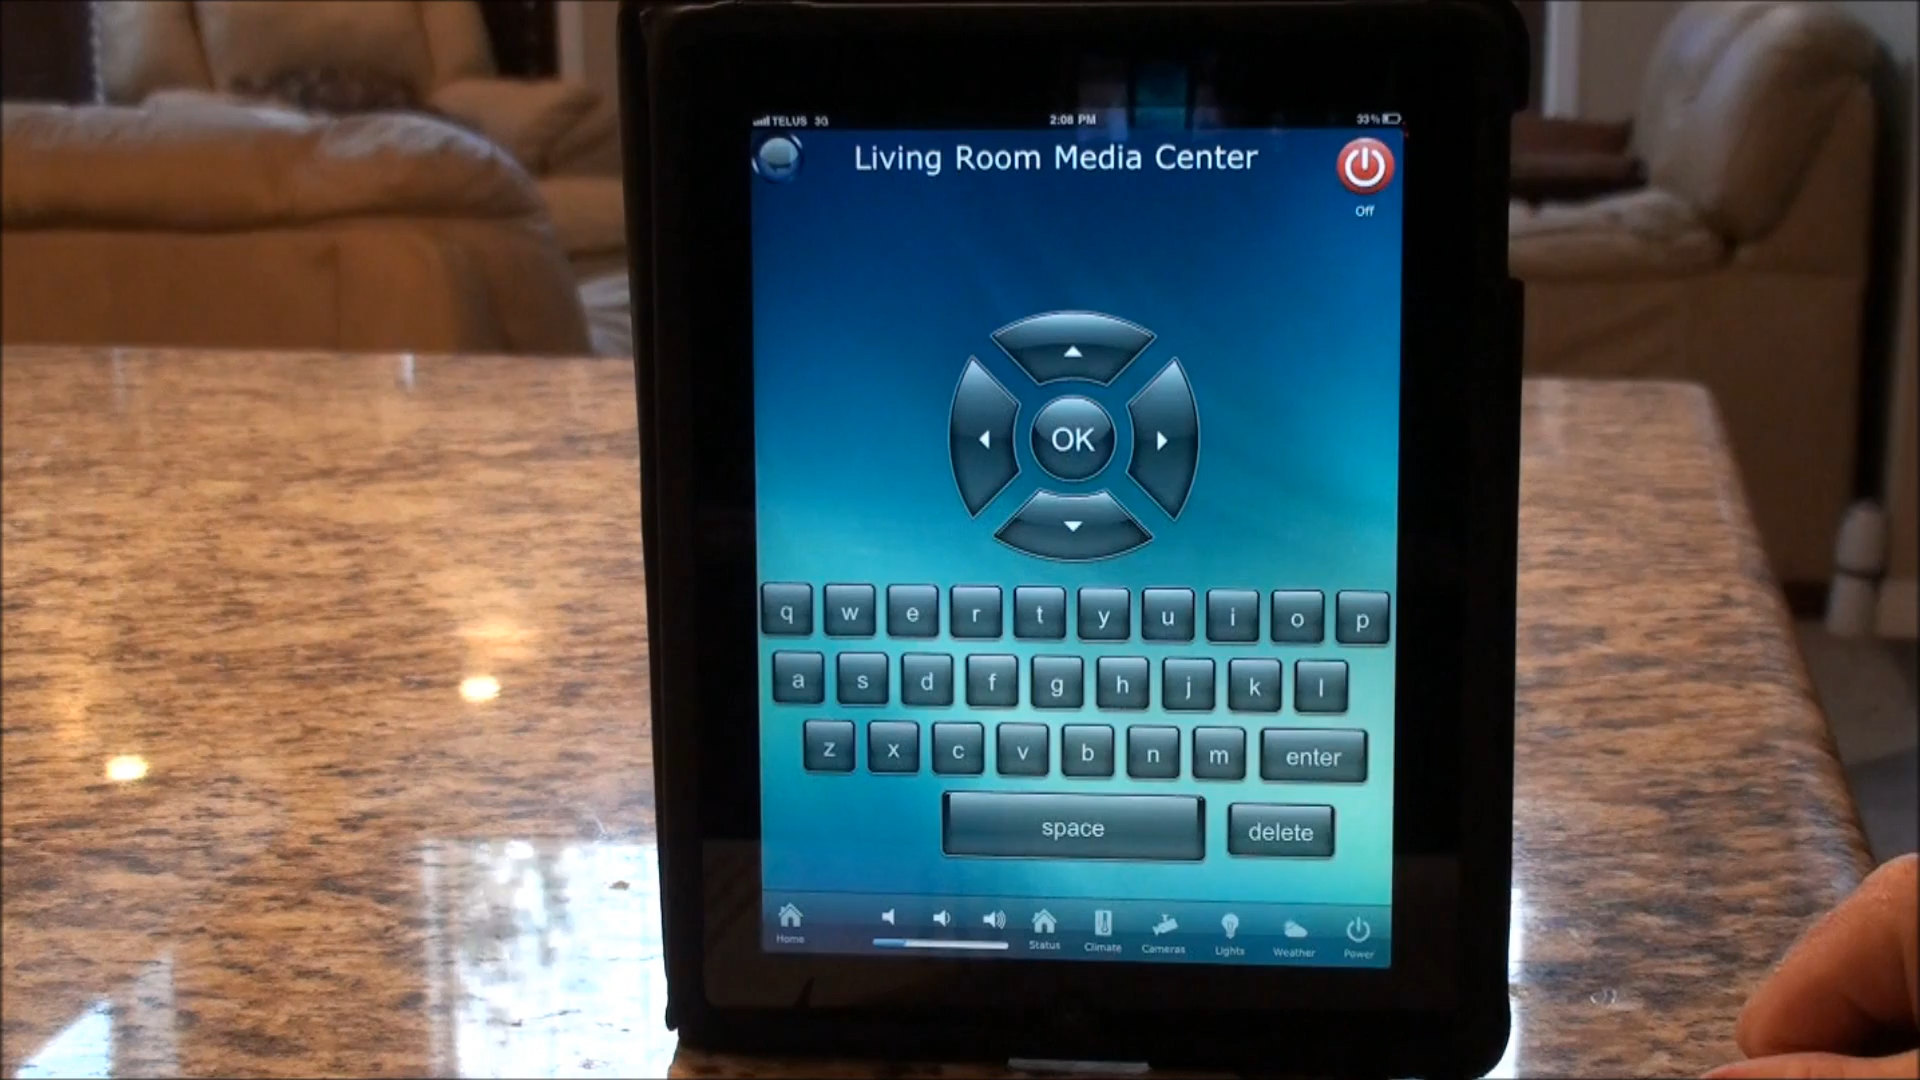 TELUS 3G 2:08 PM 33%
Living Room Media Center
Off
OK
q w e r t y u i o p
a s d f g h j k l
z x c v b n m enter
space delete
Home Status Climate Cameras Lights Weather Power